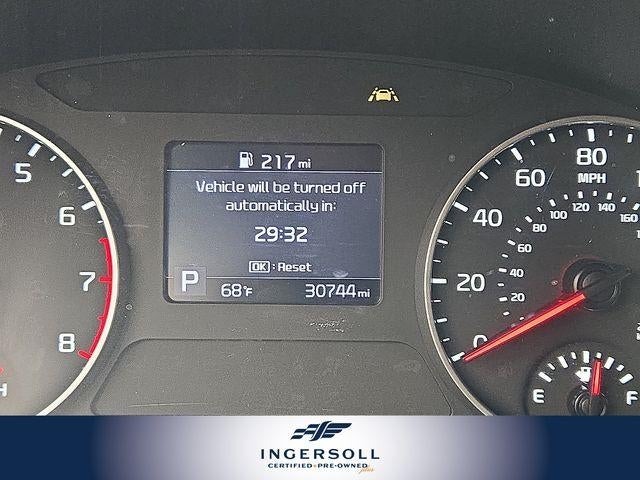 217 mi
Vehicle will be turned off
automatically in:
29:32
OK : Reset
P 68°F 30744 mi
5
6
7
8
H
0
20
40
60
80
MPH
20
40
60
80
100
120
140
160
E F
INGERSOLL
CERTIFIED • PRE-OWNED plus